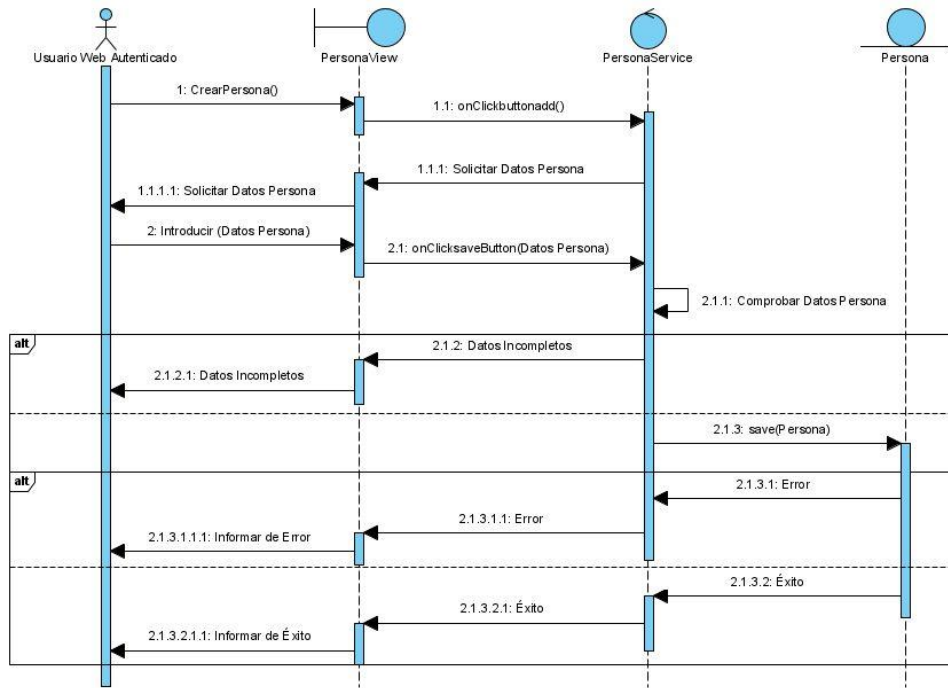 Usuario Web Autenticado
PersonaView
PersonaService
Persona
1: CrearPersona()
1.1: onClickbuttonadd()
1.1.1: Solicitar Datos Persona
1.1.1.1: Solicitar Datos Persona
2: Introducir (Datos Persona)
2.1: onClicksaveButton(Datos Persona)
2.1.1: Comprobar Datos Persona
alt
2.1.2: Datos Incompletos
2.1.2.1: Datos Incompletos
2.1.3: save(Persona)
alt
2.1.3.1: Error
2.1.3.1.1: Error
2.1.3.1.1.1: Informar de Error
2.1.3.2: Éxito
2.1.3.2.1: Éxito
2.1.3.2.1.1: Informar de Éxito